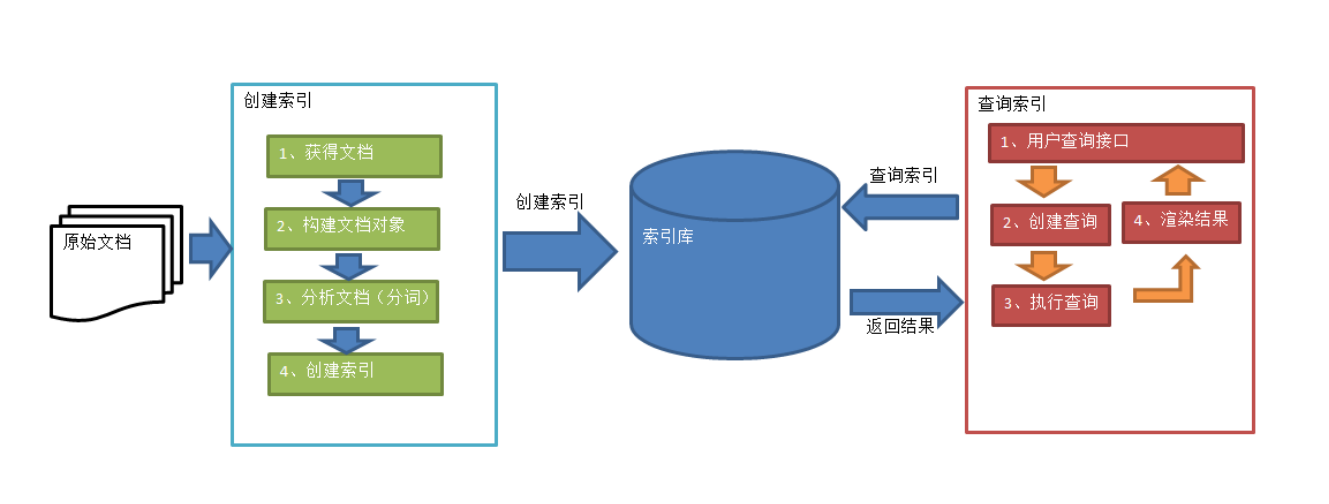 原始文档
创建索引
1、获得文档
2、构建文档对象
3、分析文档（分词）
4、创建索引
创建索引
索引库
查询索引
返回结果
查询索引
1、用户查询接口
2、创建查询
4、渲染结果
3、执行查询